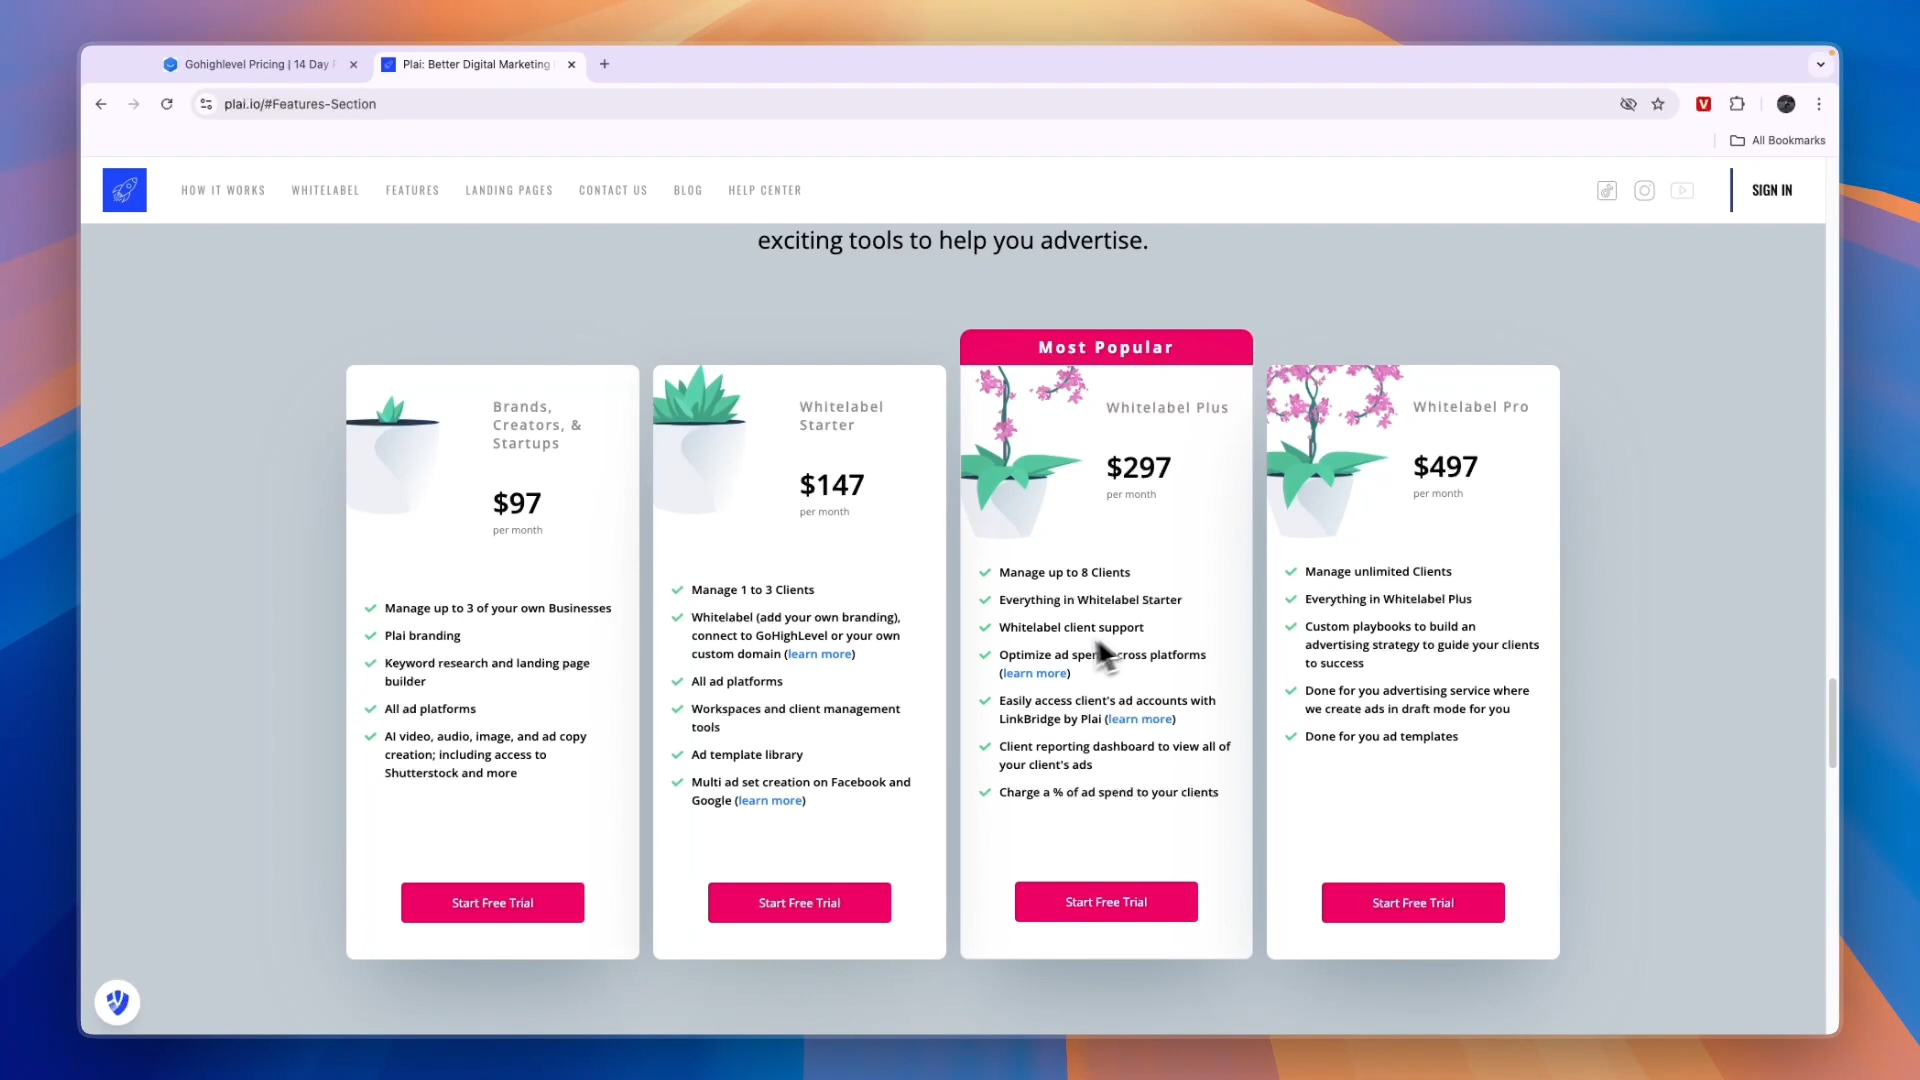 Gohighlevel Pricing | 14 Day
Plai: Better Digital Marketing
plai.io/#Features-Section
All Bookmarks
HOW IT WORKS
WHITELABEL
FEATURES
LANDING PAGES
CONTACT US
BLOG
HELP CENTER
SIGN IN
exciting tools to help you advertise.
Brands,
Creators, &
Startups
$97
per month
✓ Manage up to 3 of your own Businesses
✓ Plai branding
✓ Keyword research and landing page
builder
✓ All ad platforms
✓ AI video, audio, image, and ad copy
creation; including access to
Shutterstock and more
Start Free Trial
Whitelabel
Starter
$147
per month
✓ Manage 1 to 3 Clients
✓ Whitelabel (add your own branding),
connect to GoHighLevel or your own
custom domain (learn more)
✓ All ad platforms
✓ Workspaces and client management
tools
✓ Ad template library
✓ Multi ad set creation on Facebook and
Google (learn more)
Start Free Trial
Most Popular
Whitelabel Plus
$297
per month
✓ Manage up to 8 Clients
✓ Everything in Whitelabel Starter
✓ Whitelabel client support
✓ Optimize ad spend across platforms
(learn more)
✓ Easily access client's ad accounts with
LinkBridge by Plai (learn more)
✓ Client reporting dashboard to view all of
your client's ads
✓ Charge a % of ad spend to your clients
Start Free Trial
Whitelabel Pro
$497
per month
✓ Manage unlimited Clients
✓ Everything in Whitelabel Plus
✓ Custom playbooks to build an
advertising strategy to guide your clients
to success
✓ Done for you advertising service where
we create ads in draft mode for you
✓ Done for you ad templates
Start Free Trial